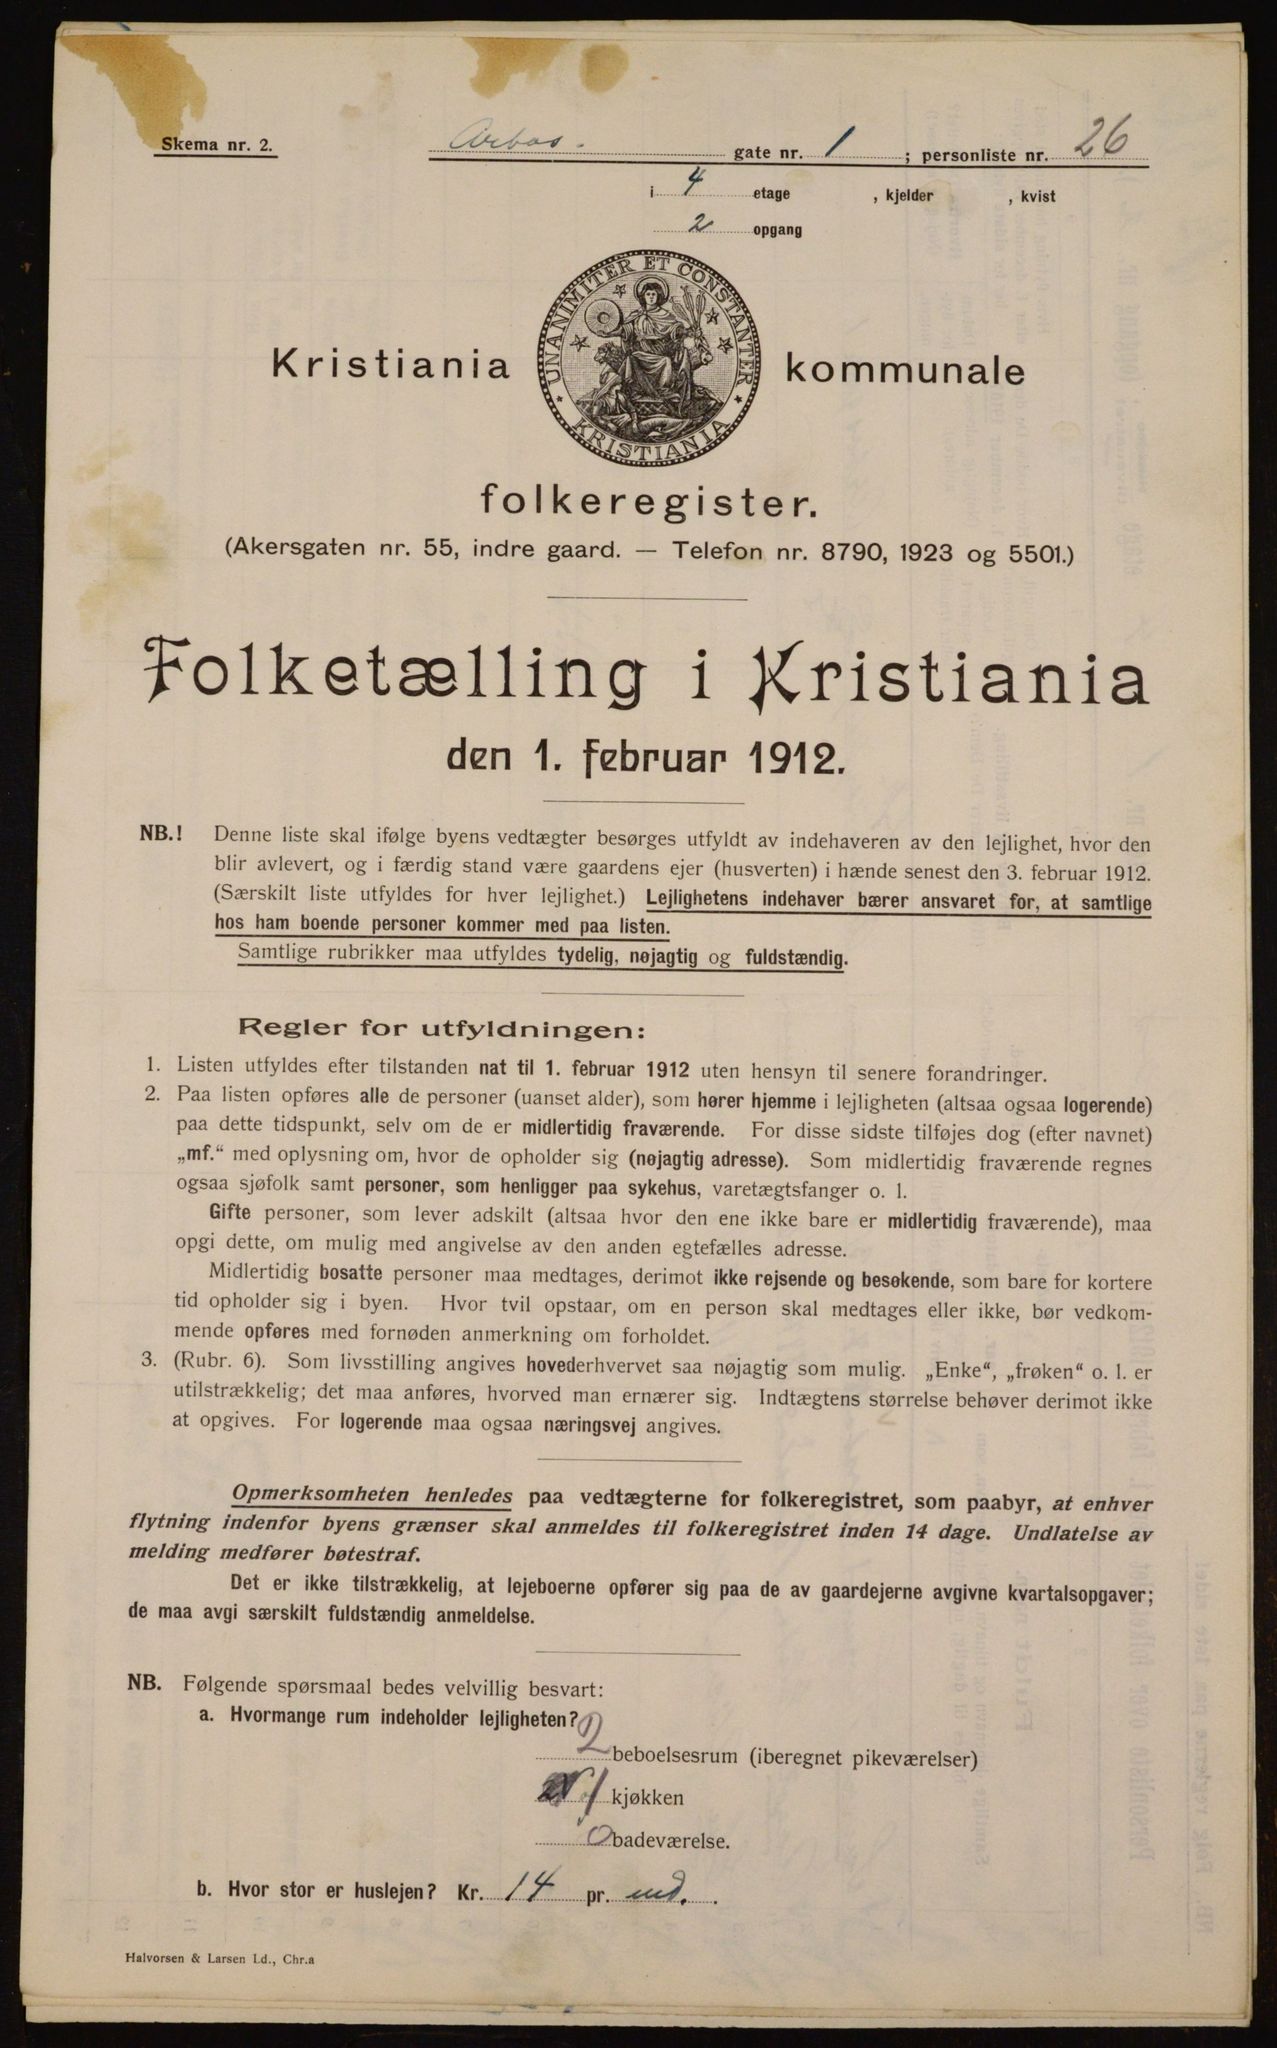 Skema nr. 2.
Arbos. gate nr. 1; personliste nr. 26
i 4 etage , kjelder , kvist
2 opgang
UNANIMITER ET CONSTANTER
KRISTIANIA
Kristiania kommunale
folkeregister.
(Akersgaten nr. 55, indre gaard. — Telefon nr. 8790, 1923 og 5501.)
Folketælling i Kristiania
den 1. februar 1912.
NB.! Denne liste skal ifølge byens vedtægter besørges utfyldt av indehaveren av den lejlighet, hvor den
blir avlevert, og i færdig stand være gaardens ejer (husverten) i hænde senest den 3. februar 1912.
(Særskilt liste utfyldes for hver lejlighet.) Lejlighetens indehaver bærer ansvaret for, at samtlige
hos ham boende personer kommer med paa listen.
Samtlige rubrikker maa utfyldes tydelig, nøjagtig og fuldstændig.
Regler for utfyldningen:
1. Listen utfyldes efter tilstanden nat til 1. februar 1912 uten hensyn til senere forandringer.
2. Paa listen opføres alle de personer (uanset alder), som hører hjemme i lejligheten (altsaa ogsaa logerende)
paa dette tidspunkt, selv om de er midlertidig fraværende. For disse sidste tilføjes dog (efter navnet)
„mf.“ med oplysning om, hvor de opholder sig (nøjagtig adresse). Som midlertidig fraværende regnes
ogsaa sjøfolk samt personer, som henligger paa sykehus, varetægtsfanger o. l.
Gifte personer, som lever adskilt (altsaa hvor den ene ikke bare er midlertidig fraværende), maa
opgi dette, om mulig med angivelse av den anden egtefælles adresse.
Midlertidig bosatte personer maa medtages, derimot ikke rejsende og besøkende, som bare for kortere
tid opholder sig i byen. Hvor tvil opstaar, om en person skal medtages eller ikke, bør vedkom-
mende opføres med fornøden anmerkning om forholdet.
3. (Rubr. 6). Som livsstilling angives hovederhvervet saa nøjagtig som mulig. „Enke“, „frøken“ o. l. er
utilstrækkelig; det maa anføres, hvorved man ernærer sig. Indtægtens størrelse behøver derimot ikke
at opgives. For logerende maa ogsaa næringsvej angives.
Opmerksomheten henledes paa vedtægterne for folkeregistret, som paabyr, at enhver
flytning indenfor byens grænser skal anmeldes til folkeregistret inden 14 dage. Undlatelse av
melding medfører bøtestraf.
Det er ikke tilstrækkelig, at lejeboerne opfører sig paa de av gaardejerne avgivne kvartalsopgaver;
de maa avgi særskilt fuldstændig anmeldelse.
NB. Følgende spørsmaal bedes velvillig besvart:
a. Hvormange rum indeholder lejligheten?
2 beboelsesrum (iberegnet pikeværelser)
1 kjøkken
0 badeværelse.
b. Hvor stor er huslejen? Kr. 14 pr. md.
Halvorsen & Larsen Ld., Chr.a